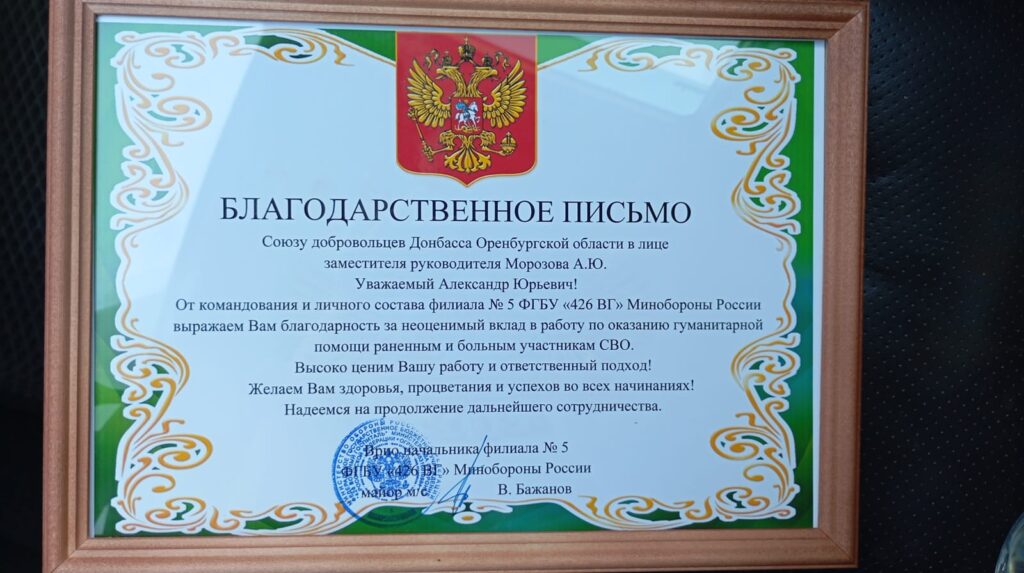 БЛАГОДАРСТВЕННОЕ ПИСЬМО
Союзу добровольцев Донбасса Оренбургской области в лице
заместителя руководителя Морозова А.Ю.
Уважаемый Александр Юрьевич!
От командования и личного состава филиала № 5 ФГБУ «426 ВГ» Минобороны России
выражаем Вам благодарность за неоценимый вклад в работу по оказанию гуманитарной
помощи раненным и больным участникам СВО.
Высоко ценим Вашу работу и ответственный подход!
Желаем Вам здоровья, процветания и успехов во всех начинаниях!
Надеемся на продолжение дальнейшего сотрудничества.
Врио начальника филиала № 5
ФГБУ «426 ВГ» Минобороны России
майор м/с В. Бажанов